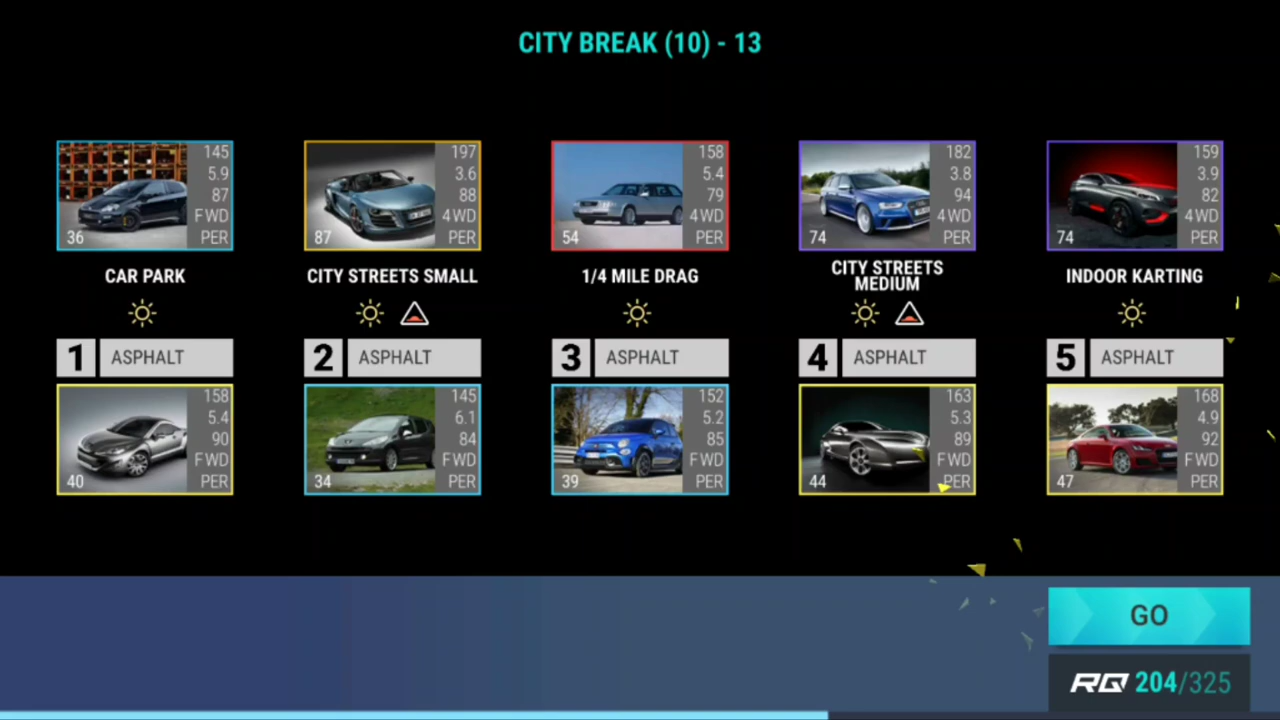 CITY BREAK (10) - 13
145
5.9
87
FWD
36 PER
197
3.6
88
4WD
87 PER
158
5.4
79
4WD
54 PER
182
3.8
94
4WD
74 PER
159
3.9
82
4WD
74 PER
CAR PARK
CITY STREETS SMALL
1/4 MILE DRAG
CITY STREETS
MEDIUM
INDOOR KARTING
1 ASPHALT
2 ASPHALT
3 ASPHALT
4 ASPHALT
5 ASPHALT
158
5.4
90
FWD
40 PER
145
6.1
84
FWD
34 PER
152
5.2
85
FWD
39 PER
163
5.3
89
FWD
44 PER
168
4.9
92
FWD
47 PER
GO
RQ 204/325